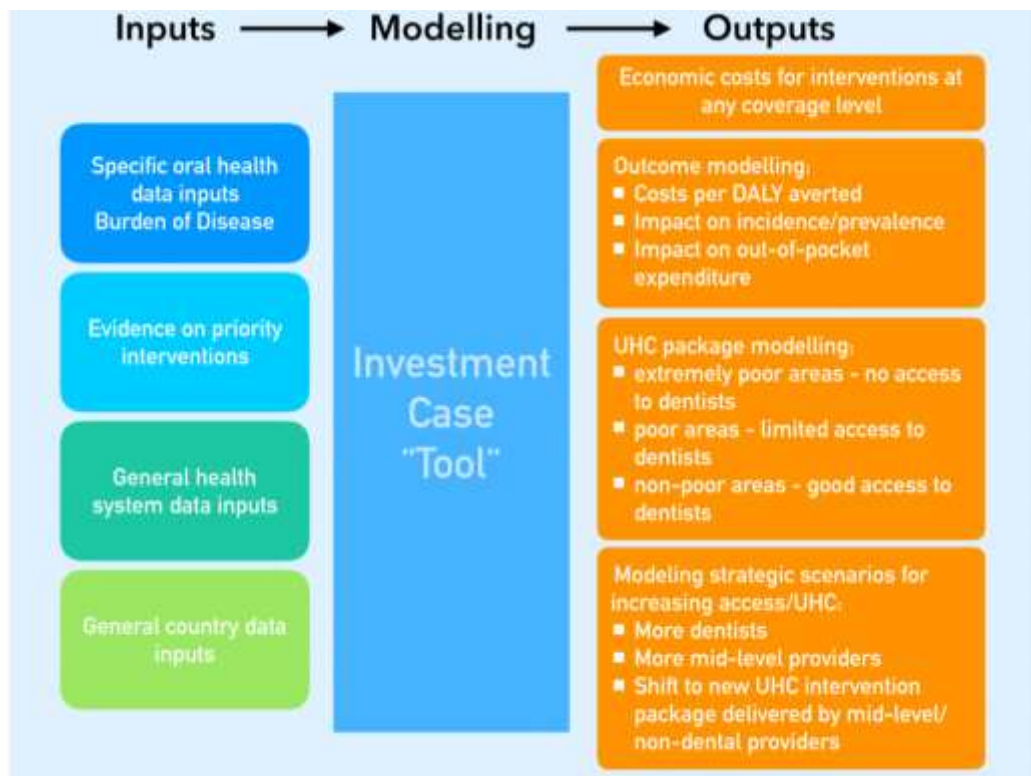 Inputs
Modelling
Outputs
Specific oral health
data inputs
Burden of Disease
Evidence on priority
interventions
General health
system data inputs
General country data
inputs
Investment
Case
"Tool"
Economic costs for interventions at
any coverage level
Outcome modelling:
■ Costs per DALY averted
■ Impact on incidence/prevalence
■ Impact on out-of-pocket
expenditure
UHC package modelling:
■ extremely poor areas - no access
to dentists
■ poor areas - limited access to
dentists
■ non-poor areas - good access to
dentists
Modeling strategic scenarios for
increasing access/UHC:
■ More dentists
■ More mid-level providers
■ Shift to new UHC intervention
package delivered by mid-level/
non-dental providers